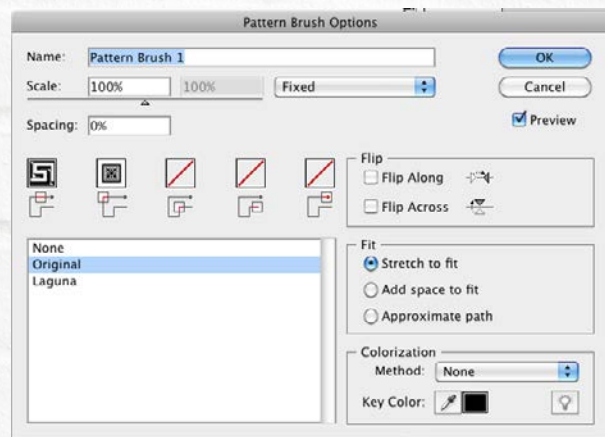 Pattern Brush Options
Name: Pattern Brush 1
OK
Scale: 100% 100% Fixed
Cancel
Spacing: 0%
Preview
Flip
Flip Along
Flip Across
None
Original
Laguna
Fit
Stretch to fit
Add space to fit
Approximate path
Colorization
Method: None
Key Color: